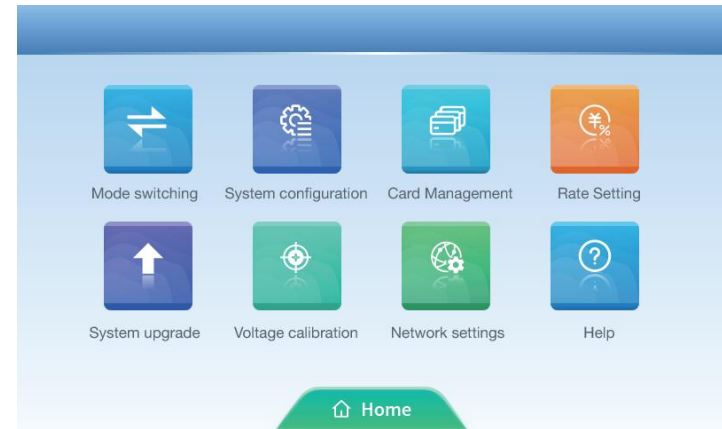 Mode switching
System configuration
Card Management
¥%
Rate Setting
System upgrade
Voltage calibration
Network settings
?
Help
Home